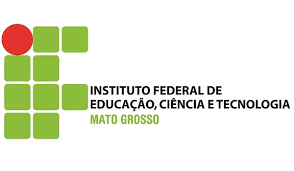 INSTITUTO FEDERAL DE
EDUCAÇÃO, CIÊNCIA E TECNOLOGIA
MATO GROSSO